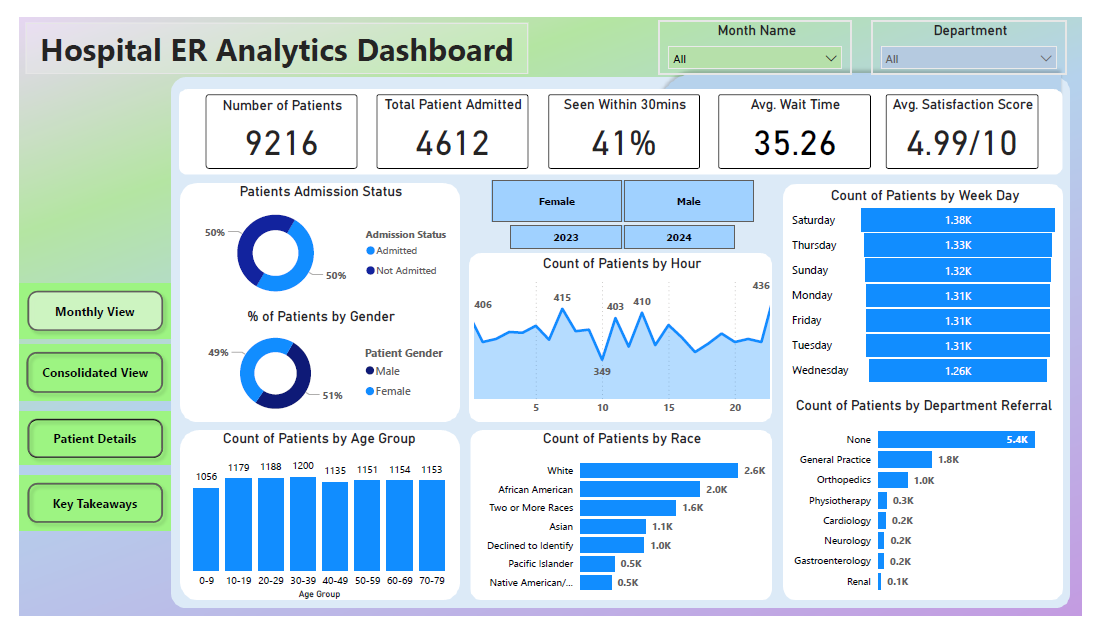 Hospital ER Analytics Dashboard
Month Name
All
Department
All
Number of Patients
9216
Total Patient Admitted
4612
Seen Within 30mins
41%
Avg. Wait Time
35.26
Avg. Satisfaction Score
4.99/10
Monthly View
Consolidated View
Patient Details
Key Takeaways
Patients Admission Status
50%
50%
Admission Status
Admitted
Not Admitted
% of Patients by Gender
49%
51%
Patient Gender
Male
Female
Female
Male
2023
2024
Count of Patients by Hour
406
415
349
403
410
436
5
10
15
20
Count of Patients by Week Day
Saturday 1.38K
Thursday 1.33K
Sunday 1.32K
Monday 1.31K
Friday 1.31K
Tuesday 1.31K
Wednesday 1.26K
Count of Patients by Age Group
1056 1179 1188 1200 1135 1151 1154 1153
0-9 10-19 20-29 30-39 40-49 50-59 60-69 70-79
Age Group
Count of Patients by Race
White 2.6K
African American 2.0K
Two or More Races 1.6K
Asian 1.1K
Declined to Identify 1.0K
Pacific Islander 0.5K
Native American/... 0.5K
Count of Patients by Department Referral
None 5.4K
General Practice 1.8K
Orthopedics 1.0K
Physiotherapy 0.3K
Cardiology 0.2K
Neurology 0.2K
Gastroenterology 0.2K
Renal 0.1K